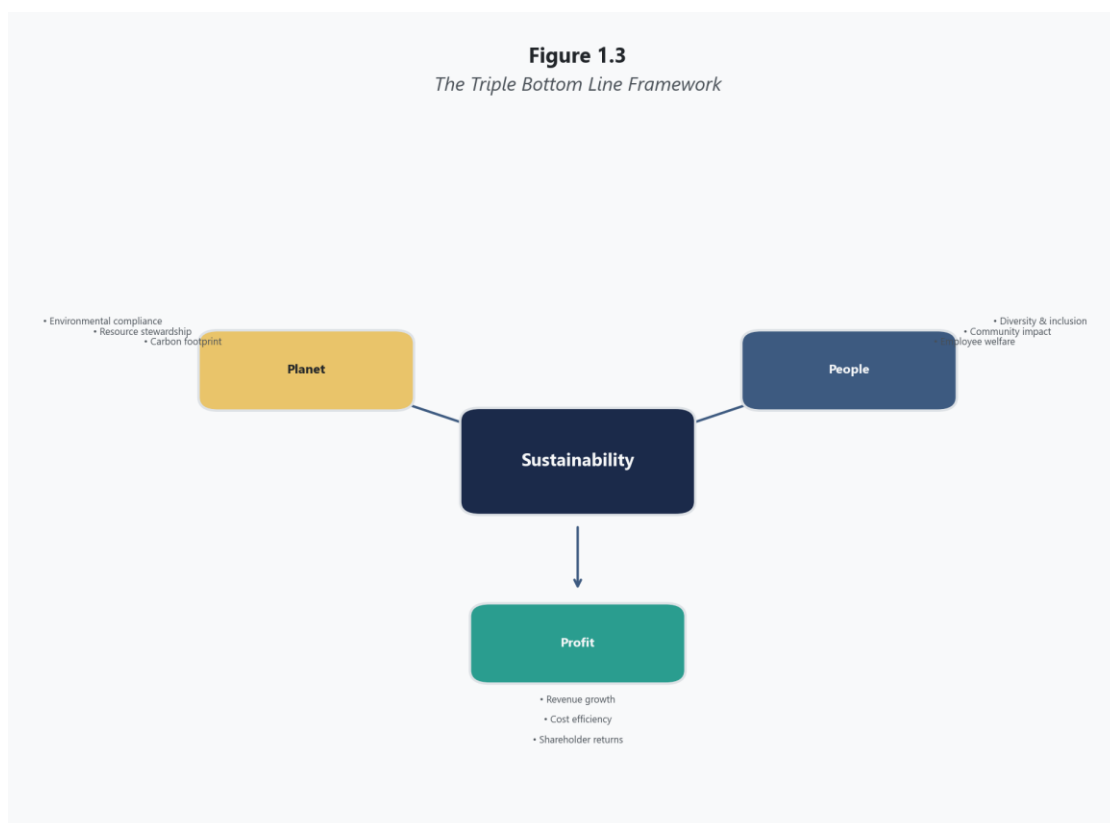 Figure 1.3
The Triple Bottom Line Framework
• Environmental compliance
• Resource stewardship
• Carbon footprint
Planet
• Diversity & inclusion
• Community impact
welfare
People
Sustainability
Profit
• Revenue growth
• Cost efficiency
• Shareholder returns